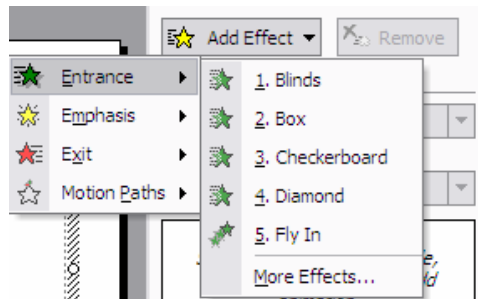 Add Effect
Remove
Entrance
Emphasis
Exit
Motion Paths
1. Blinds
2. Box
3. Checkerboard
4. Diamond
5. Fly In
More Effects...